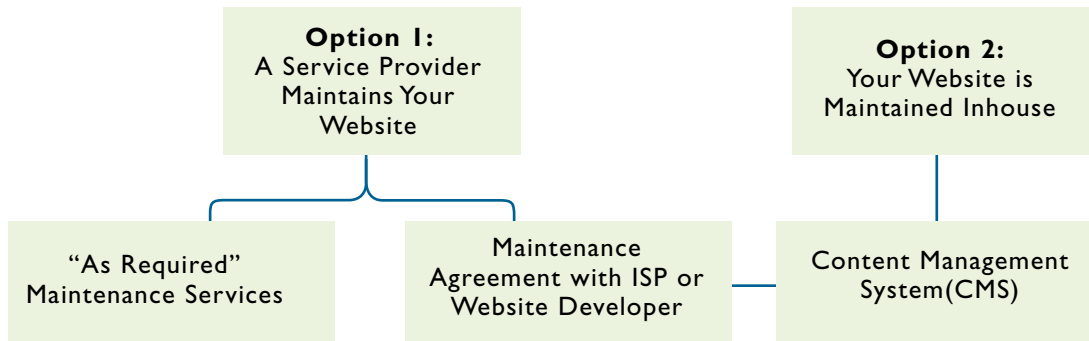 Option 1:
A Service Provider
Maintains Your
Website
Option 2:
Your Website is
Maintained Inhouse
“As Required”
Maintenance Services
Maintenance
Agreement with ISP or
Website Developer
Content Management
System(CMS)